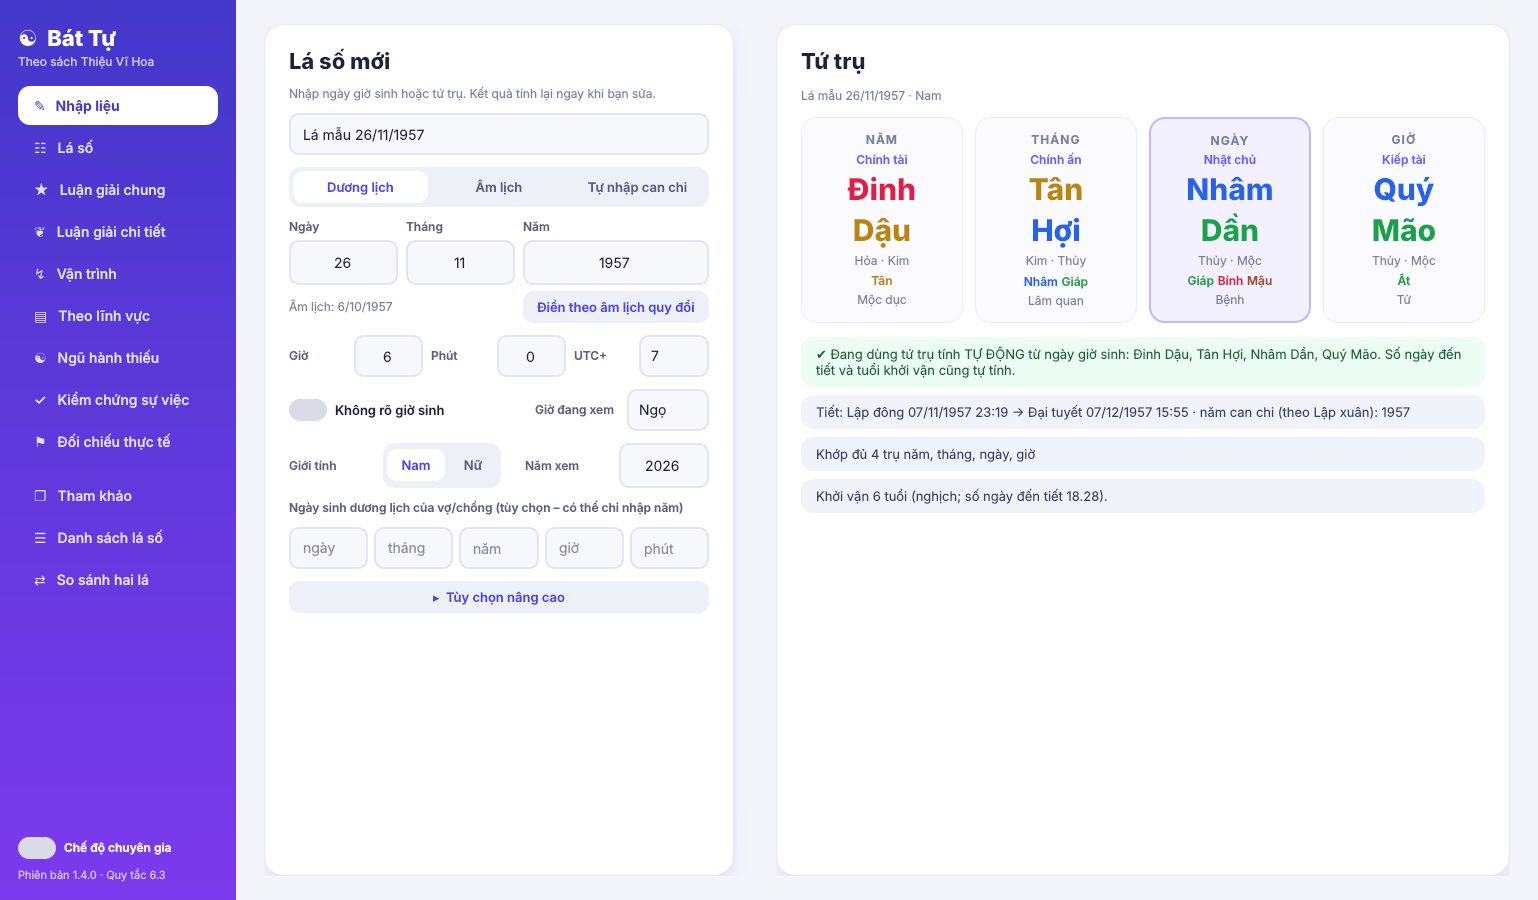 ☯ Bát Tự
Theo sách Thiệu Vĩ Hoa
✎ Nhập liệu
☷ Lá số
★ Luận giải chung
❦ Luận giải chi tiết
↯ Vận trình
▤ Theo lĩnh vực
☯ Ngũ hành thiếu
✓ Kiểm chứng sự việc
⚑ Đối chiếu thực tế
❐ Tham khảo
☰ Danh sách lá số
⇄ So sánh hai lá
Chế độ chuyên gia
Phiên bản 1.4.0 · Quy tắc 6.3
Lá số mới
Nhập ngày giờ sinh hoặc tứ trụ. Kết quả tính lại ngay khi bạn sửa.
Lá mẫu 26/11/1957
Dương lịch Âm lịch Tự nhập can chi
Ngày Tháng Năm
26 11 1957
Âm lịch: 6/10/1957 Điền theo âm lịch quy đổi
Giờ 6 Phút 0 UTC+ 7
Không rõ giờ sinh Giờ đang xem Ngọ
Giới tính Nam Nữ Năm xem 2026
Ngày sinh dương lịch của vợ/chồng (tùy chọn – có thể chỉ nhập năm)
ngày tháng năm giờ phút
▸ Tùy chọn nâng cao
Tứ trụ
Lá mẫu 26/11/1957 · Nam
NĂM THÁNG NGÀY GIỜ
Chính tài Chính ấn Nhật chủ Kiếp tài
Đinh Tân Nhâm Quý
Dậu Hợi Dần Mão
Hỏa · Kim Kim · Thủy Thủy · Mộc Thủy · Mộc
Tân Nhâm Giáp Giáp Bính Mậu Ất
Mộc dục Lâm quan Bệnh Tử
✔ Đang dùng tứ trụ tính TỰ ĐỘNG từ ngày giờ sinh: Đinh Dậu, Tân Hợi, Nhâm Dần, Quý Mão. Số ngày đến
tiết và tuổi khởi vận cũng tự tính.
Tiết: Lập đông 07/11/1957 23:19 → Đại tuyết 07/12/1957 15:55 · năm can chi (theo Lập xuân): 1957
Khớp đủ 4 trụ năm, tháng, ngày, giờ
Khởi vận 6 tuổi (nghịch; số ngày đến tiết 18.28).